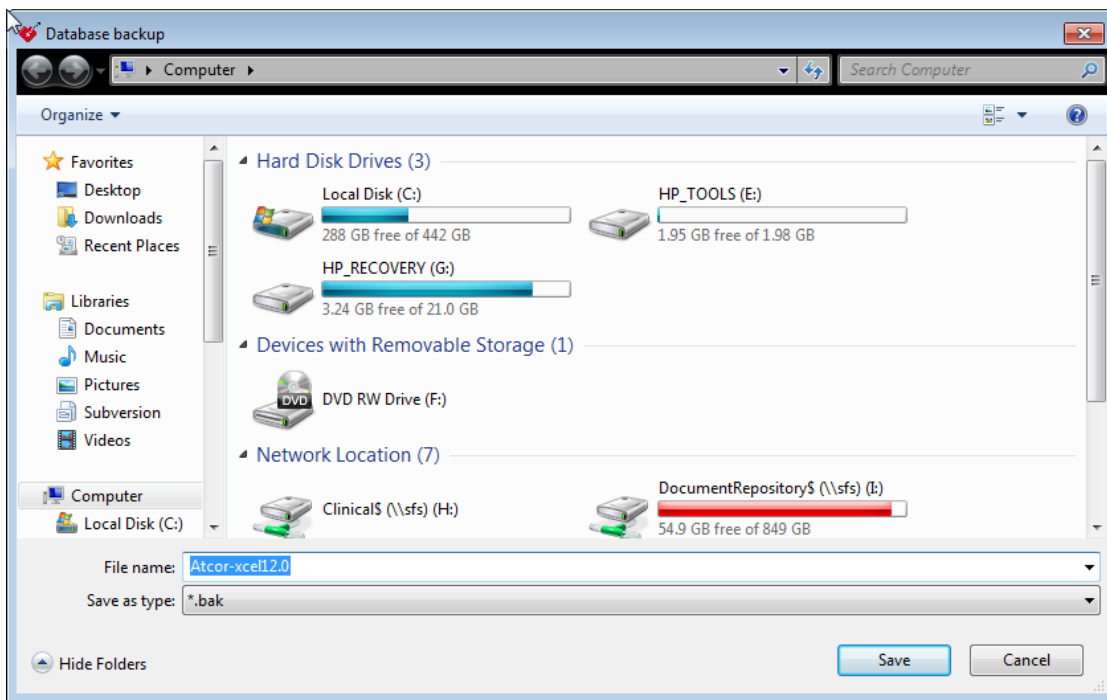 Database backup
Computer
Search Computer
Organize
Favorites
Desktop
Downloads
Recent Places
Libraries
Documents
Music
Pictures
Subversion
Videos
Computer
Local Disk (C:)
Hard Disk Drives (3)
Local Disk (C:)
288 GB free of 442 GB
HP_TOOLS (E:)
1.95 GB free of 1.98 GB
HP_RECOVERY (G:)
3.24 GB free of 21.0 GB
Devices with Removable Storage (1)
DVD
DVD RW Drive (F:)
Network Location (7)
Clinical$ (\\sfs) (H:)
DocumentRepository$ (\\sfs) (I:)
54.9 GB free of 849 GB
File name: Atcor-xcel12.0
Save as type: *.bak
Hide Folders
Save
Cancel